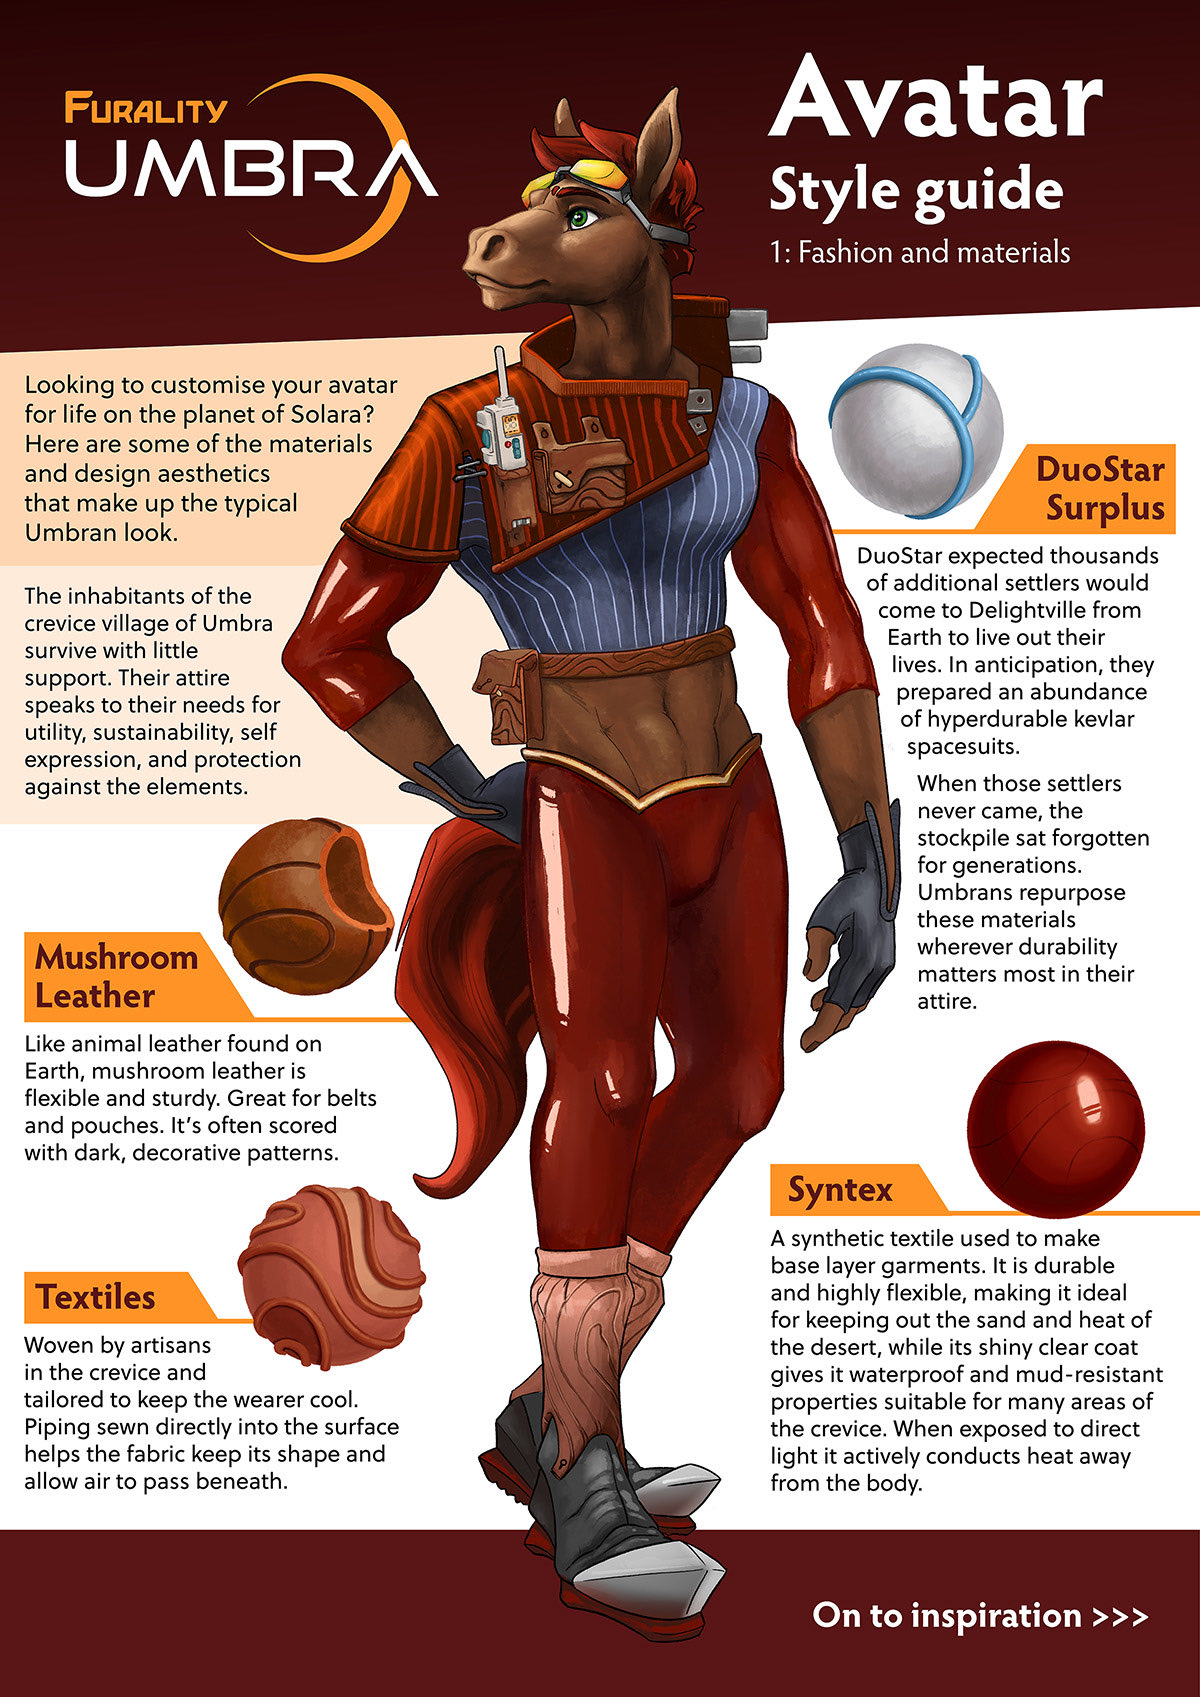 FURALITY
UMBRA
Avatar
Style guide
1: Fashion and materials
Looking to customise your avatar
for life on the planet of Solara?
Here are some of the materials
and design aesthetics
that make up the typical
Umbran look.
The inhabitants of the
crevice village of Umbra
survive with little
support. Their attire
speaks to their needs for
utility, sustainability, self
expression, and protection
against the elements.
Mushroom
Leather
Like animal leather found on
Earth, mushroom leather is
flexible and sturdy. Great for belts
and pouches. It's often scored
with dark, decorative patterns.
Textiles
Woven by artisans
in the crevice and
tailored to keep the wearer cool.
Piping sewn directly into the surface
helps the fabric keep its shape and
allow air to pass beneath.
DuoStar
Surplus
DuoStar expected thousands
of additional settlers would
come to Delightville from
Earth to live out their
lives. In anticipation, they
prepared an abundance
of hyperdurable kevlar
spacesuits.
When those settlers
never came, the
stockpile sat forgotten
for generations.
Umbrans repurpose
these materials
wherever durability
matters most in their
attire.
Syntex
A synthetic textile used to make
base layer garments. It is durable
and highly flexible, making it ideal
for keeping out the sand and heat of
the desert, while its shiny clear coat
gives it waterproof and mud-resistant
properties suitable for many areas of
the crevice. When exposed to direct
light it actively conducts heat away
from the body.
On to inspiration >>>